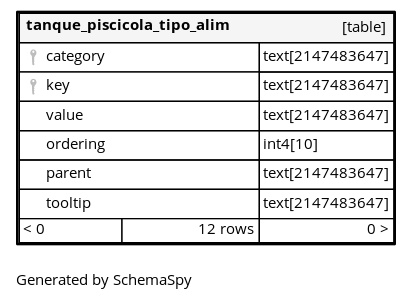 tanque_piscicola_tipo_alim [table]
category text[2147483647]
key text[2147483647]
value text[2147483647]
ordering int4[10]
parent text[2147483647]
tooltip text[2147483647]
< 0 12 rows 0 >
Generated by SchemaSpy